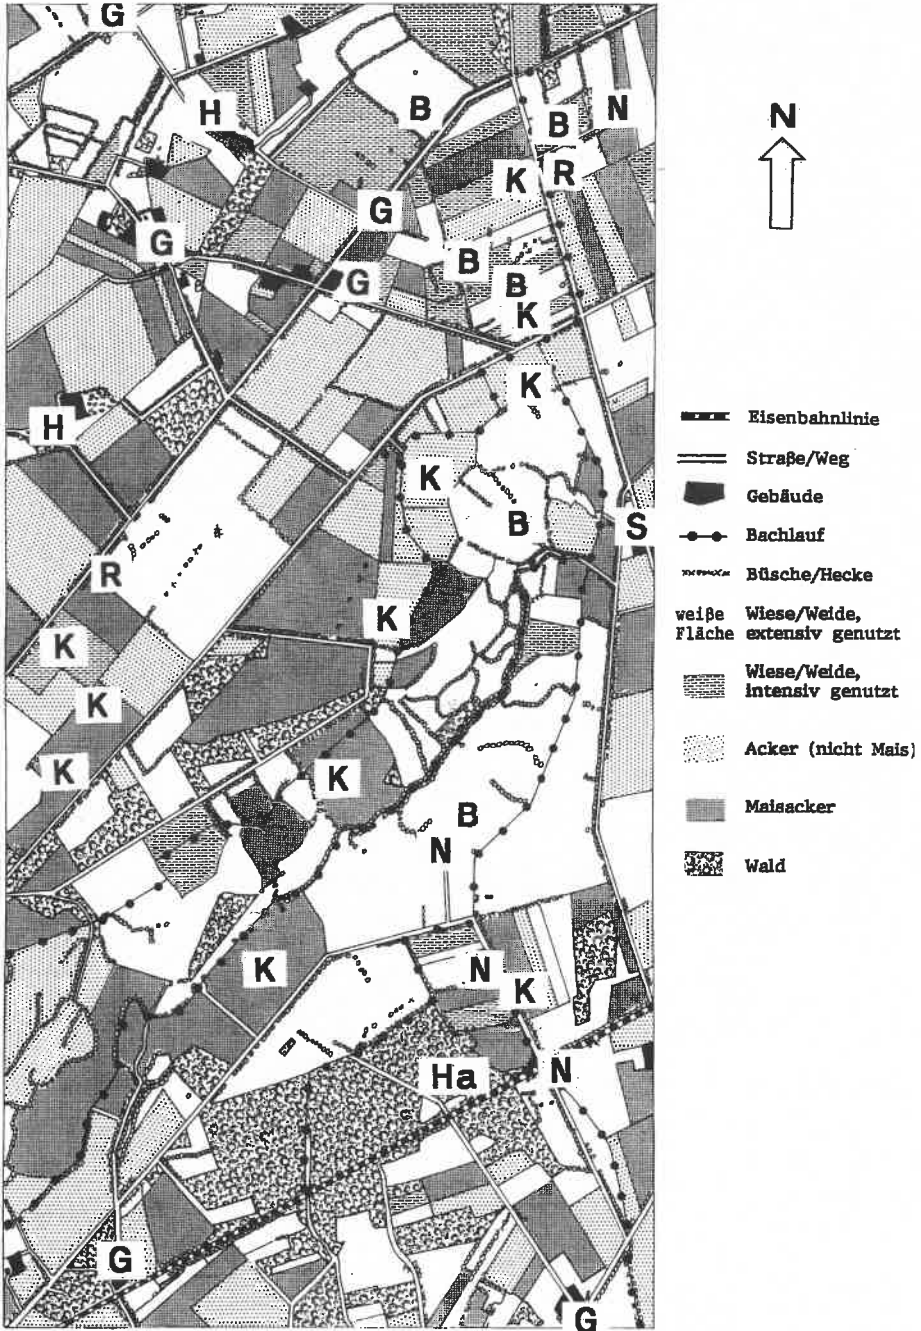 G
H
B
B
N
K
R
G
G
B
G
B
K
K
H
K
B
S
R
K
K
K
K
K
B
N
K
N
K
Ha
N
G
G
N
Eisenbahnlinie
Straße/Weg
Gebäude
Bachlauf
Büsche/Hecke
weiße Fläche
Wiese/Weide,
extensiv genutzt
Wiese/Weide,
intensiv genutzt
Acker (nicht Mais)
Maisacker
Wald